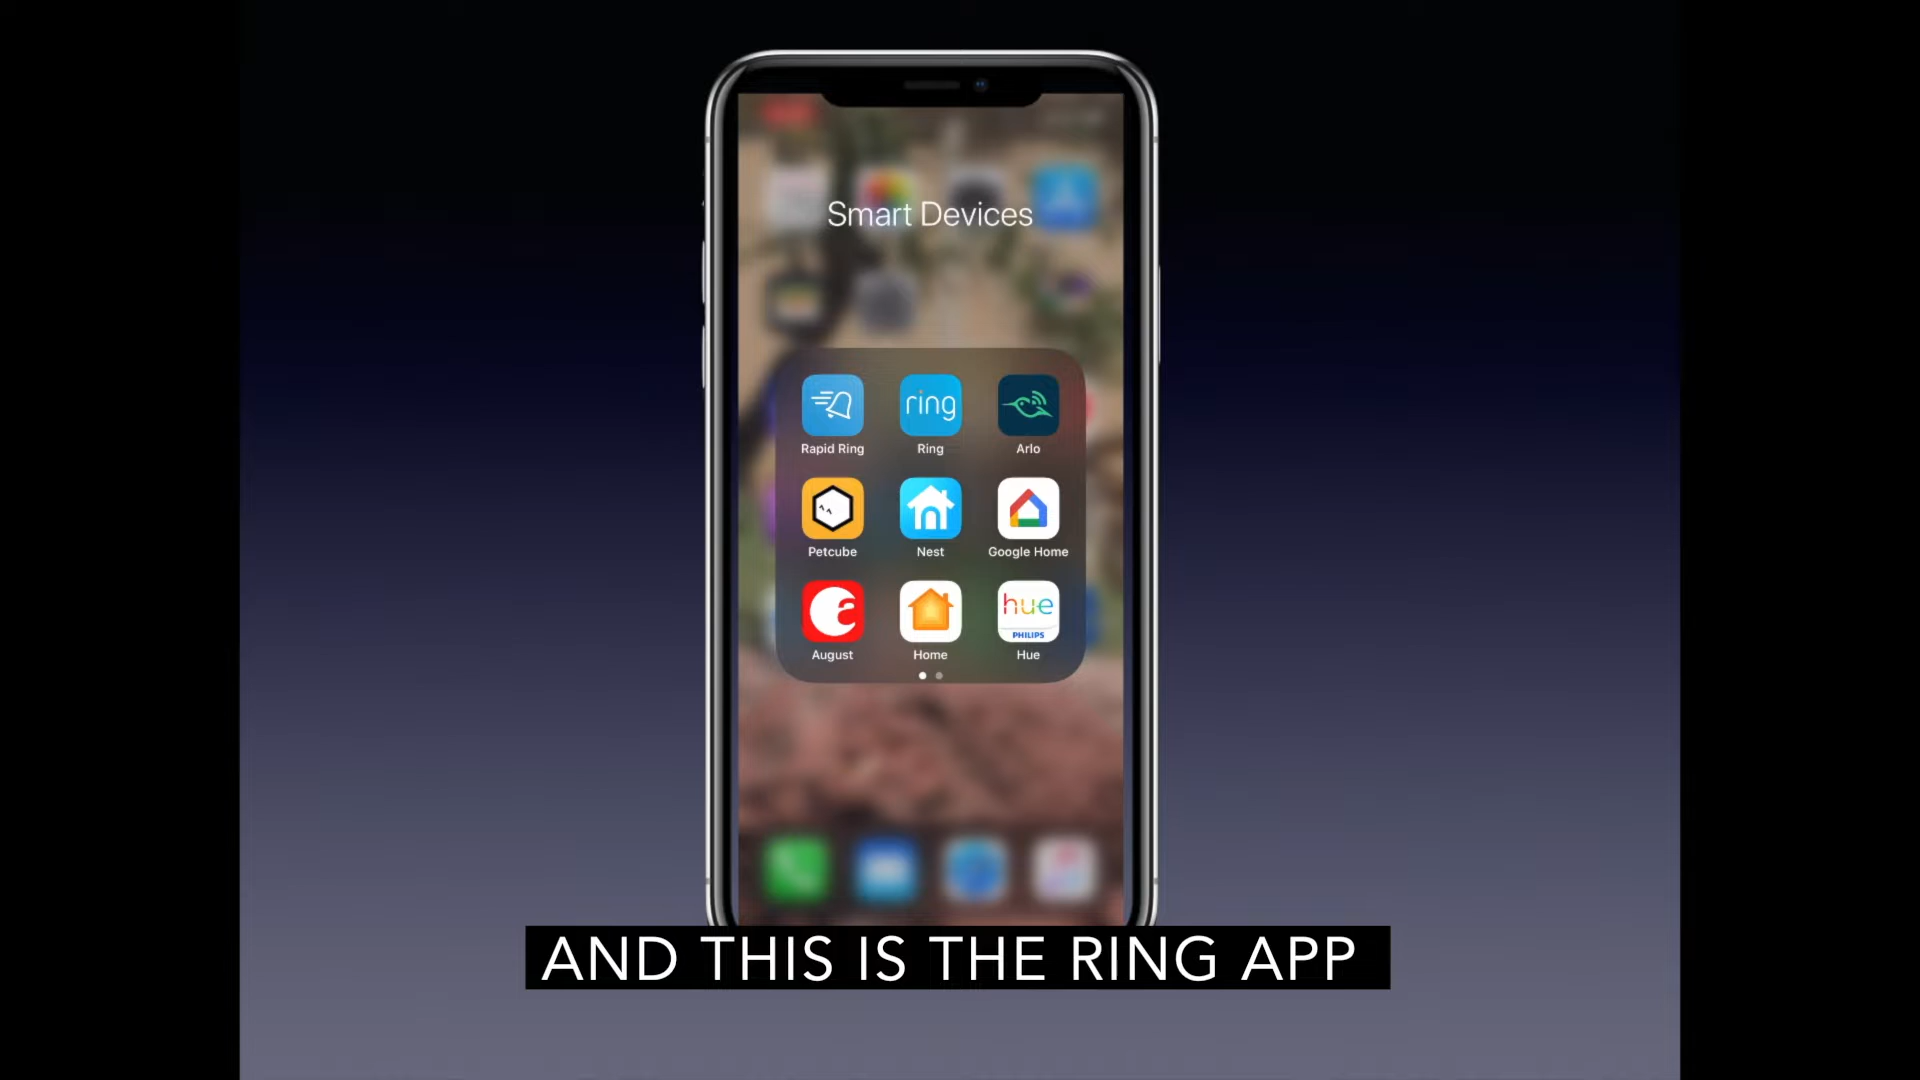 Smart Devices
ring
Rapid Ring Ring Arlo
Petcube Nest Google Home
a
hue
PHILIPS
August Home Hue
AND THIS IS THE RING APP